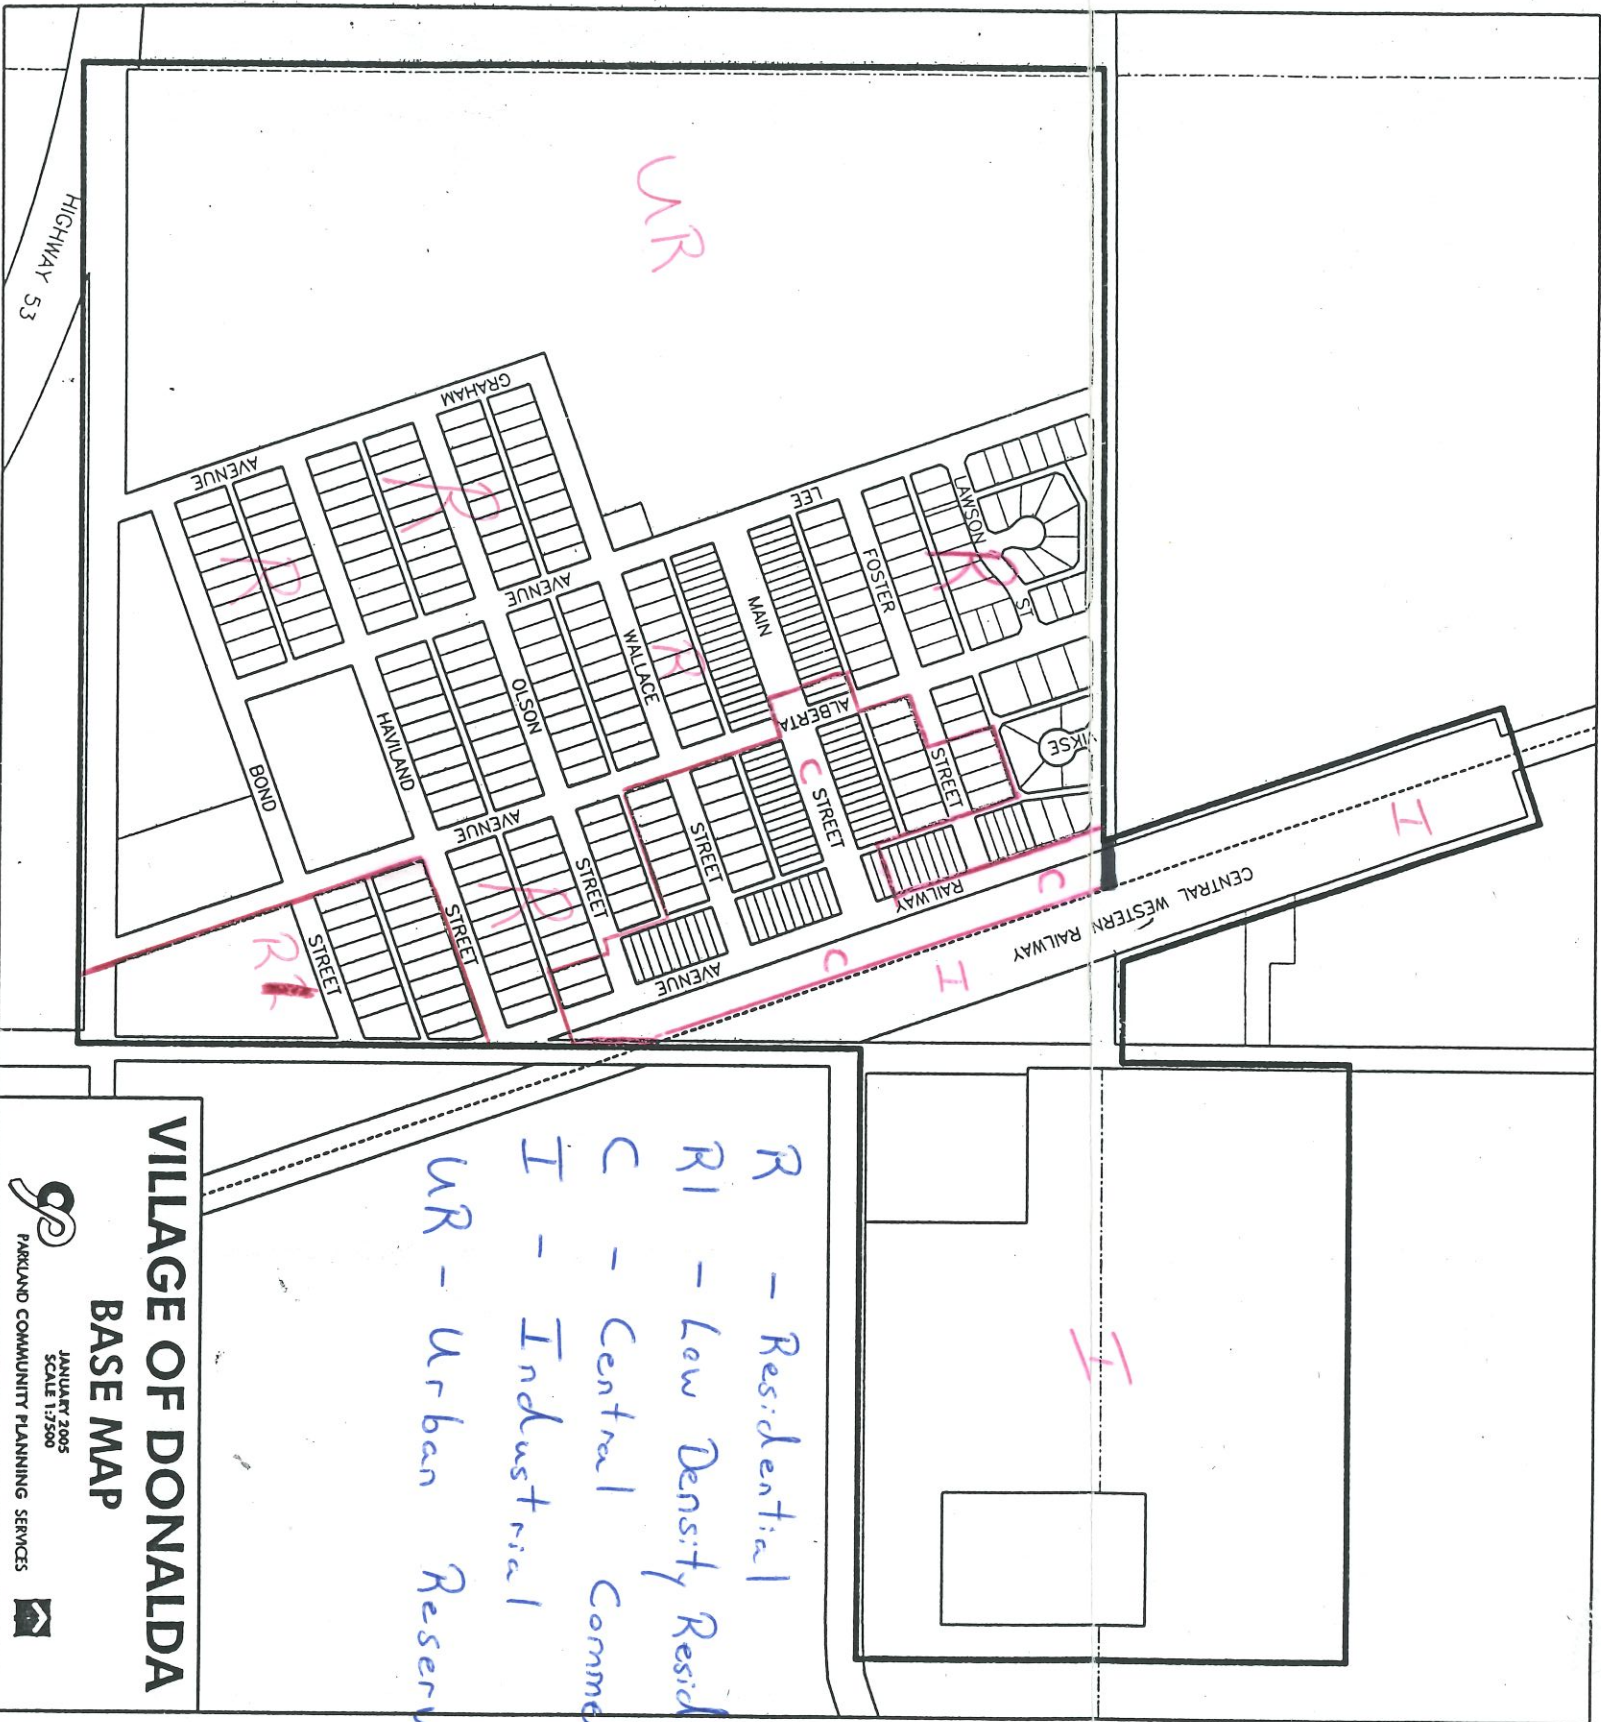 UR
HIGHWAY 53
GRAHAM
AVENUE
R
R
LEE
AVENUE
LAWSON
ST
R
FOSTER
MAIN
WALLACE
R
OLSON
HAVILAND
BOND
ALBERTA
AVENUE
C
STREET
STREET
STREET
STREET
STREET
STREET
R
R1
RAILWAY
AVENUE
C
C
I
I
CENTRAL WESTERN RAILWAY
I
R - Residential
R1 - Low Density Resid
C - Central Comme
I - Industrial
UR - Urban Reserv
VILLAGE OF DONALDA
BASE MAP
JANUARY 2005
SCALE 1:7500
PARKLAND COMMUNITY PLANNING SERVICES